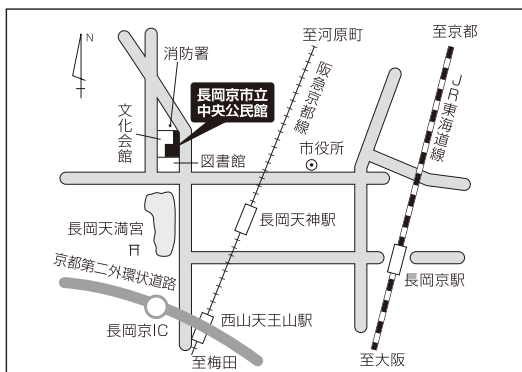 N
消防署
至河原町
至京都
長岡京市立
中央公民館
阪急京都線
JR東海道線
文化会館
図書館
市役所
長岡天満宮
長岡天神駅
京都第二外環状道路
長岡京駅
長岡京IC
西山天王山駅
至梅田
至大阪